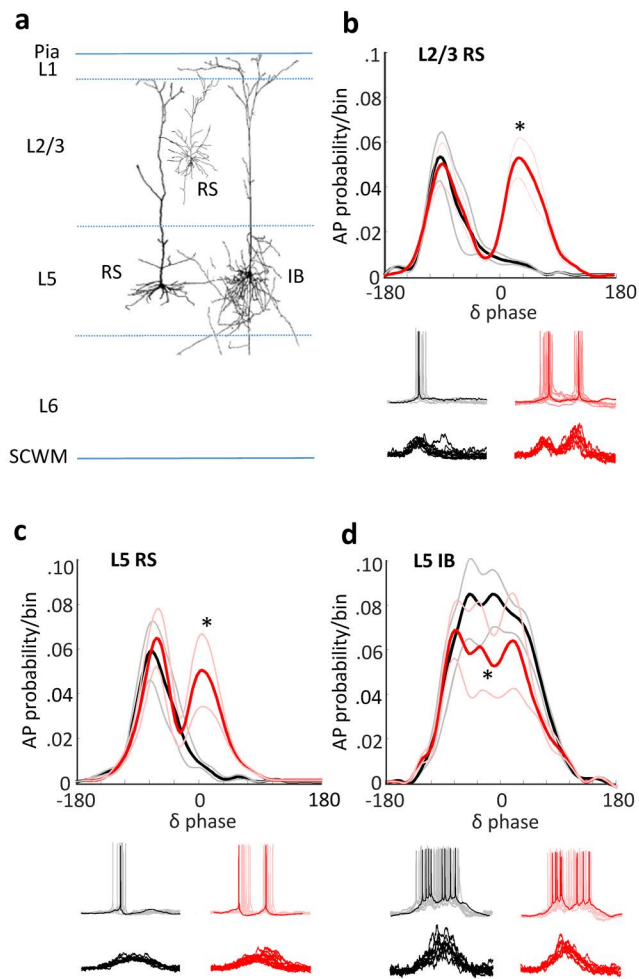 a
Pia
L1
L2/3
RS
L5
RS
IB
L6
SCWM
b
L2/3 RS
*
AP probability/bin
.1
.08
.06
.04
.02
0
-180
0
180
δ phase
c
L5 RS
*
AP probability/bin
.10
.08
.06
.04
.02
0
-180
0
180
δ phase
d
L5 IB
*
AP probability/bin
.10
.08
.06
.04
.02
0
-180
0
180
δ phase